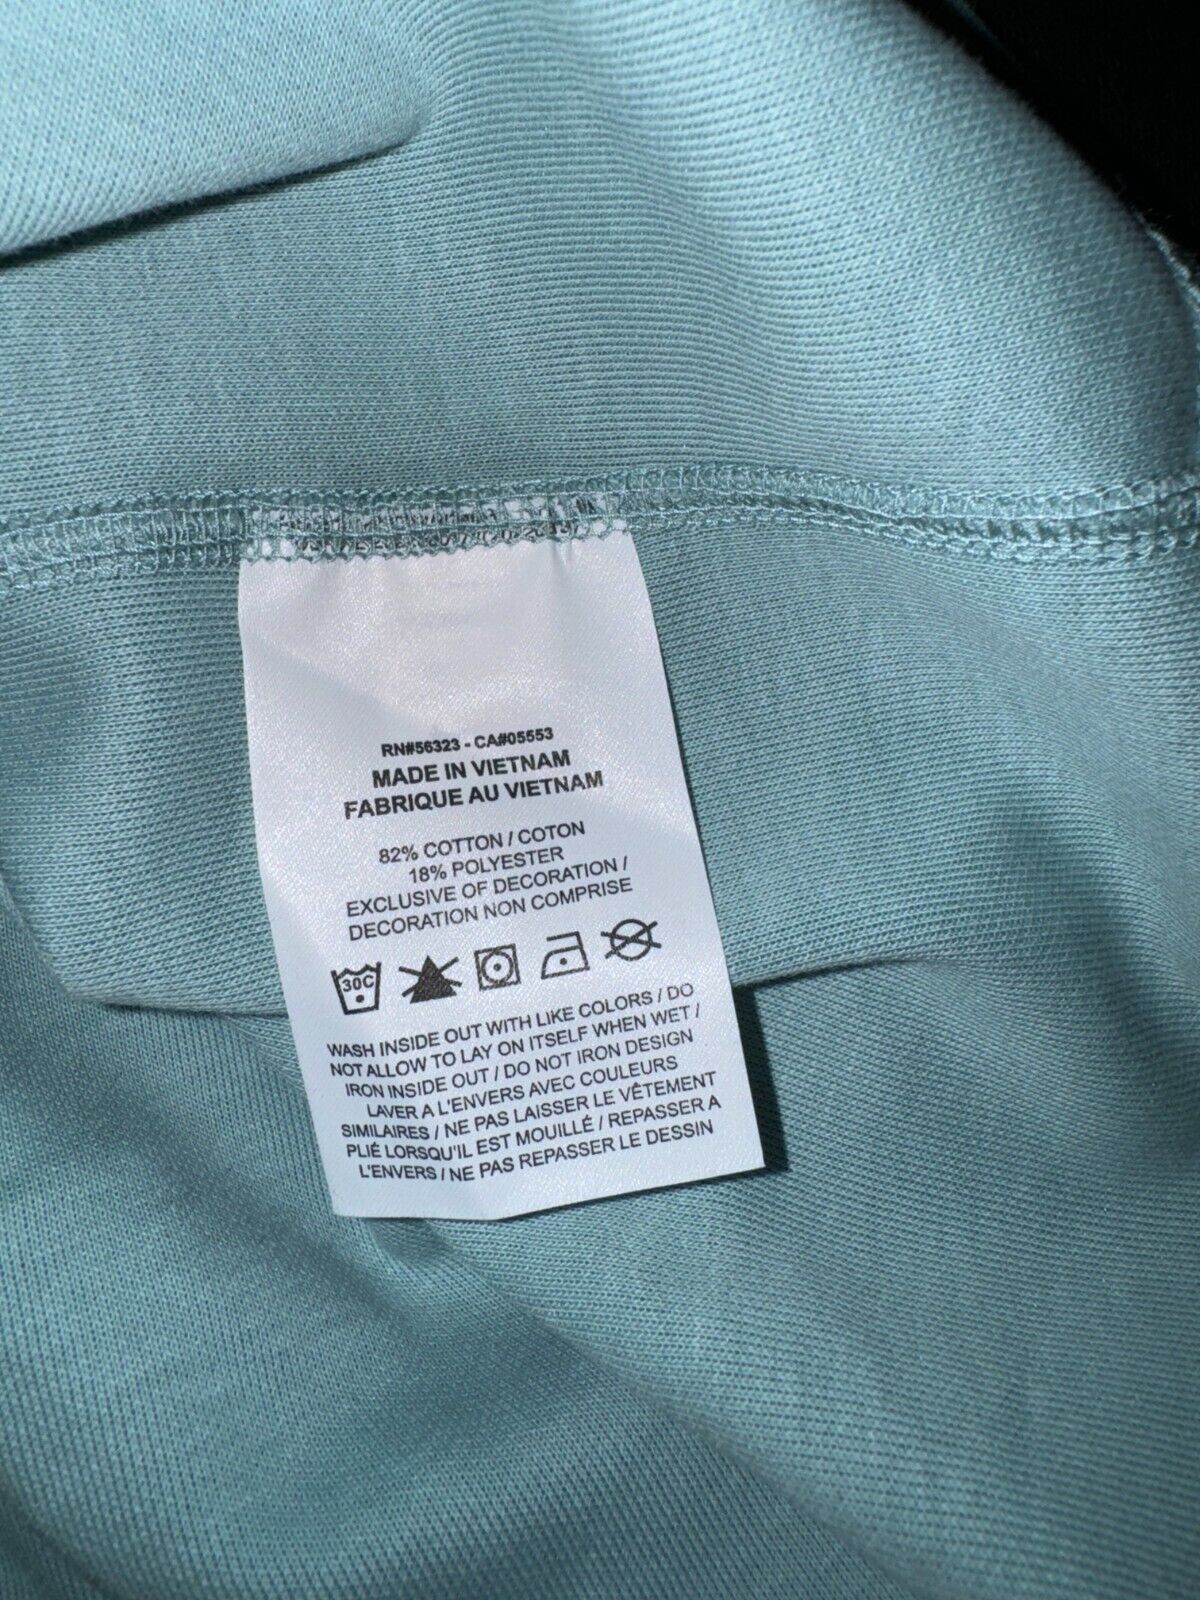 RN#56323 - CA#05553
MADE IN VIETNAM
FABRIQUE AU VIETNAM
82% COTTON / COTON
18% POLYESTER
EXCLUSIVE OF DECORATION /
DECORATION NON COMPRISE
30C
WASH INSIDE OUT WITH LIKE COLORS / DO
NOT ALLOW TO LAY ON ITSELF WHEN WET /
IRON INSIDE OUT / DO NOT IRON DESIGN
LAVER A L'ENVERS AVEC COULEURS
SIMILAIRES / NE PAS LAISSER LE VÊTEMENT
PLIÉ LORSQU'IL EST MOUILLÉ / REPASSER A
L'ENVERS / NE PAS REPASSER LE DESSIN